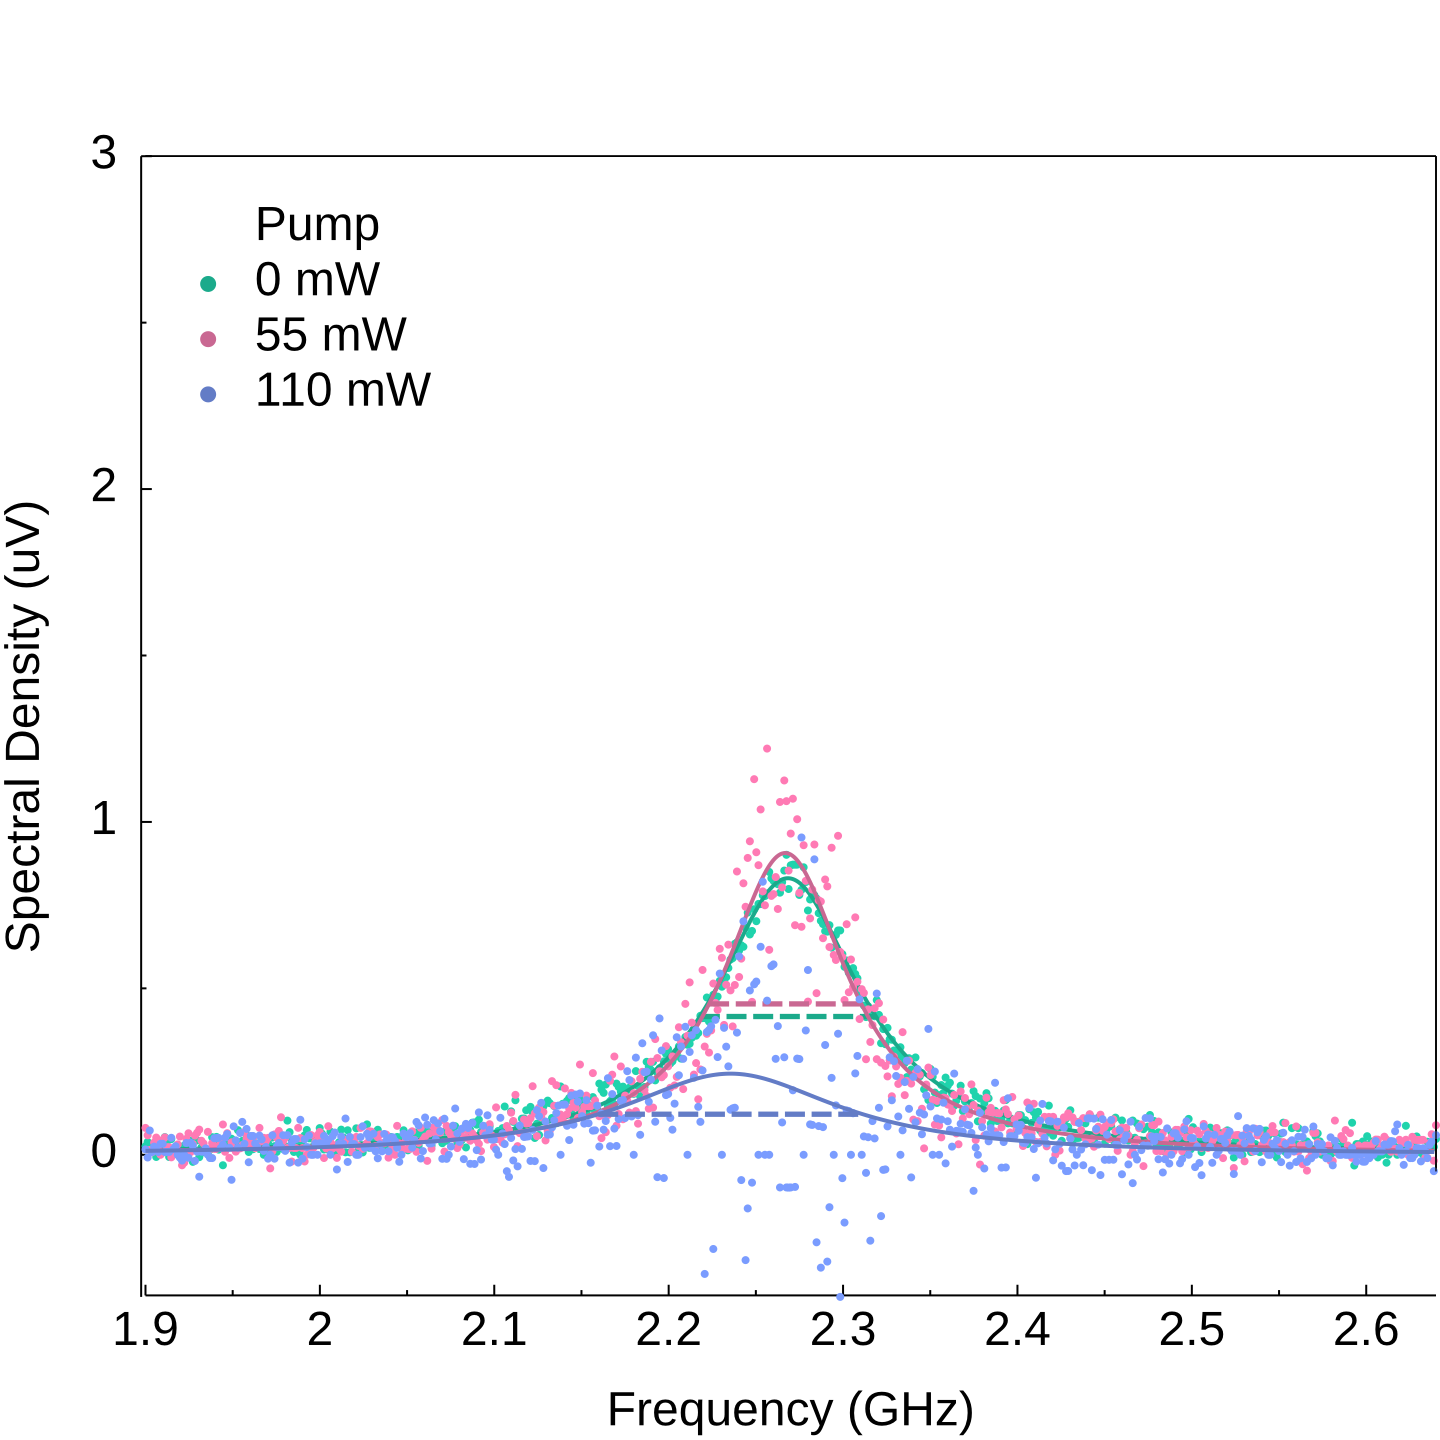 3
2
1
0
Spectral Density (uV)
Pump
0 mW
55 mW
110 mW
1.9 2 2.1 2.2 2.3 2.4 2.5 2.6
Frequency (GHz)